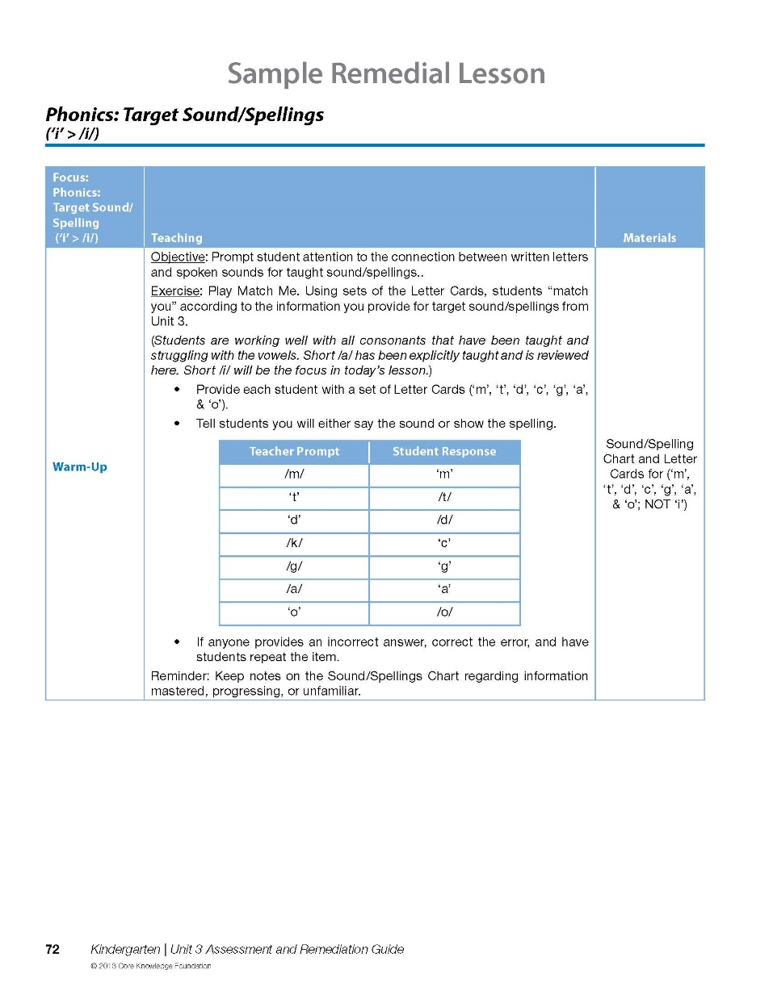 Sample Remedial Lesson
Phonics: Target Sound/Spellings
(‘i’ > /i/)
Focus:
Phonics:
Target Sound/
Spelling
(‘i’ > /i/)
Teaching
Materials
Warm-Up
Objective: Prompt student attention to the connection between written letters
and spoken sounds for taught sound/spellings..
Exercise: Play Match Me. Using sets of the Letter Cards, students “match
you” according to the information you provide for target sound/spellings from
Unit 3.
(Students are working well with all consonants that have been taught and
struggling with the vowels. Short /a/ has been explicitly taught and is reviewed
here. Short /i/ will be the focus in today’s lesson.)
• Provide each student with a set of Letter Cards (‘m’, ‘t’, ‘d’, ‘c’, ‘g’, ‘a’,
& ‘o’).
• Tell students you will either say the sound or show the spelling.
Teacher Prompt Student Response
/m/ ‘m’
‘t’ /t/
‘d’ /d/
/k/ ‘c’
/g/ ‘g’
/a/ ‘a’
‘o’ /o/
• If anyone provides an incorrect answer, correct the error, and have
students repeat the item.
Reminder: Keep notes on the Sound/Spellings Chart regarding information
mastered, progressing, or unfamiliar.
Sound/Spelling
Chart and Letter
Cards for (‘m’,
‘t’, ‘d’, ‘c’, ‘g’, ‘a’,
& ‘o’; NOT ‘i’)
72 Kindergarten | Unit 3 Assessment and Remediation Guide
© 2013 Core Knowledge Foundation